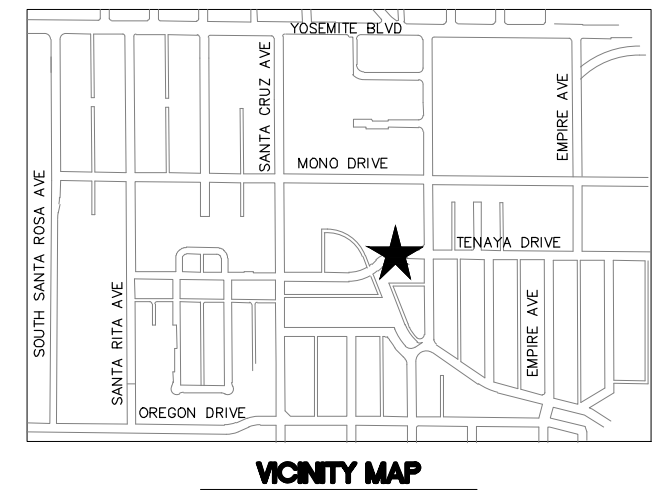 YOSEMITE BLVD
SANTA CRUZ AVE
EMPIRE AVE
MONO DRIVE
SOUTH SANTA ROSA AVE
TENAYA DRIVE
SANTA RITA AVE
EMPIRE AVE
OREGON DRIVE
VICINITY MAP